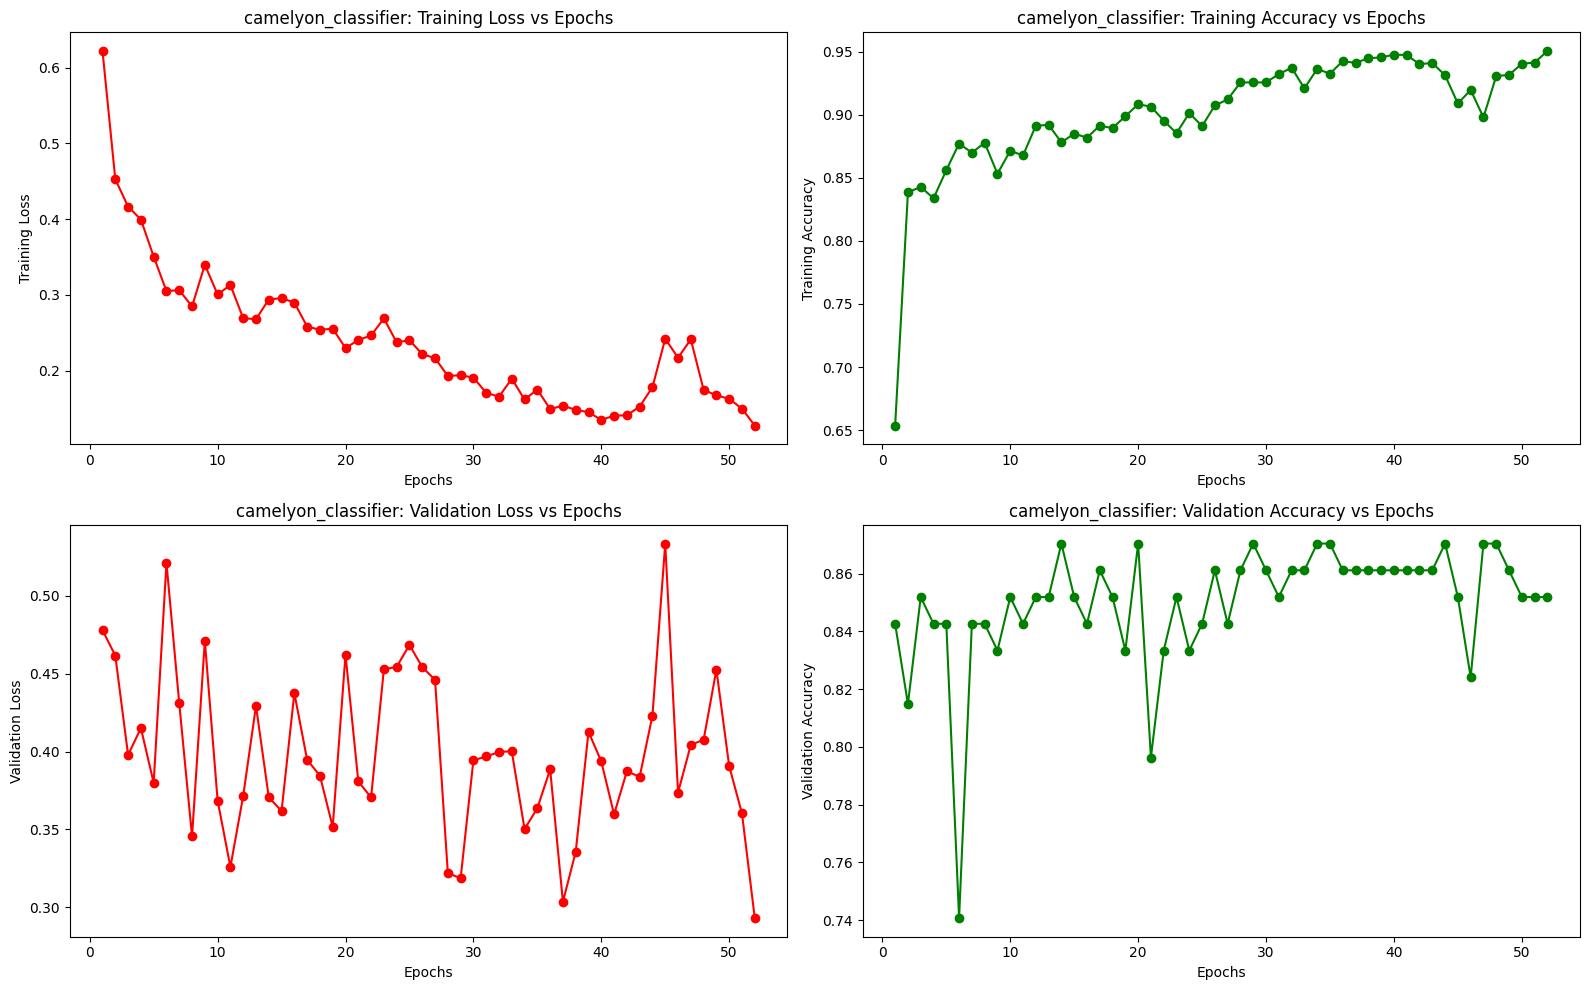 camelyon_classifier: Training Loss vs Epochs
Training Loss
0.6
0.5
0.4
0.3
0.2
0 10 20 30 40 50
Epochs
camelyon_classifier: Training Accuracy vs Epochs
Training Accuracy
0.95
0.90
0.85
0.80
0.75
0.70
0.65
0 10 20 30 40 50
Epochs
camelyon_classifier: Validation Loss vs Epochs
Validation Loss
0.50
0.45
0.40
0.35
0.30
0 10 20 30 40 50
Epochs
camelyon_classifier: Validation Accuracy vs Epochs
Validation Accuracy
0.86
0.84
0.82
0.80
0.78
0.76
0.74
0 10 20 30 40 50
Epochs